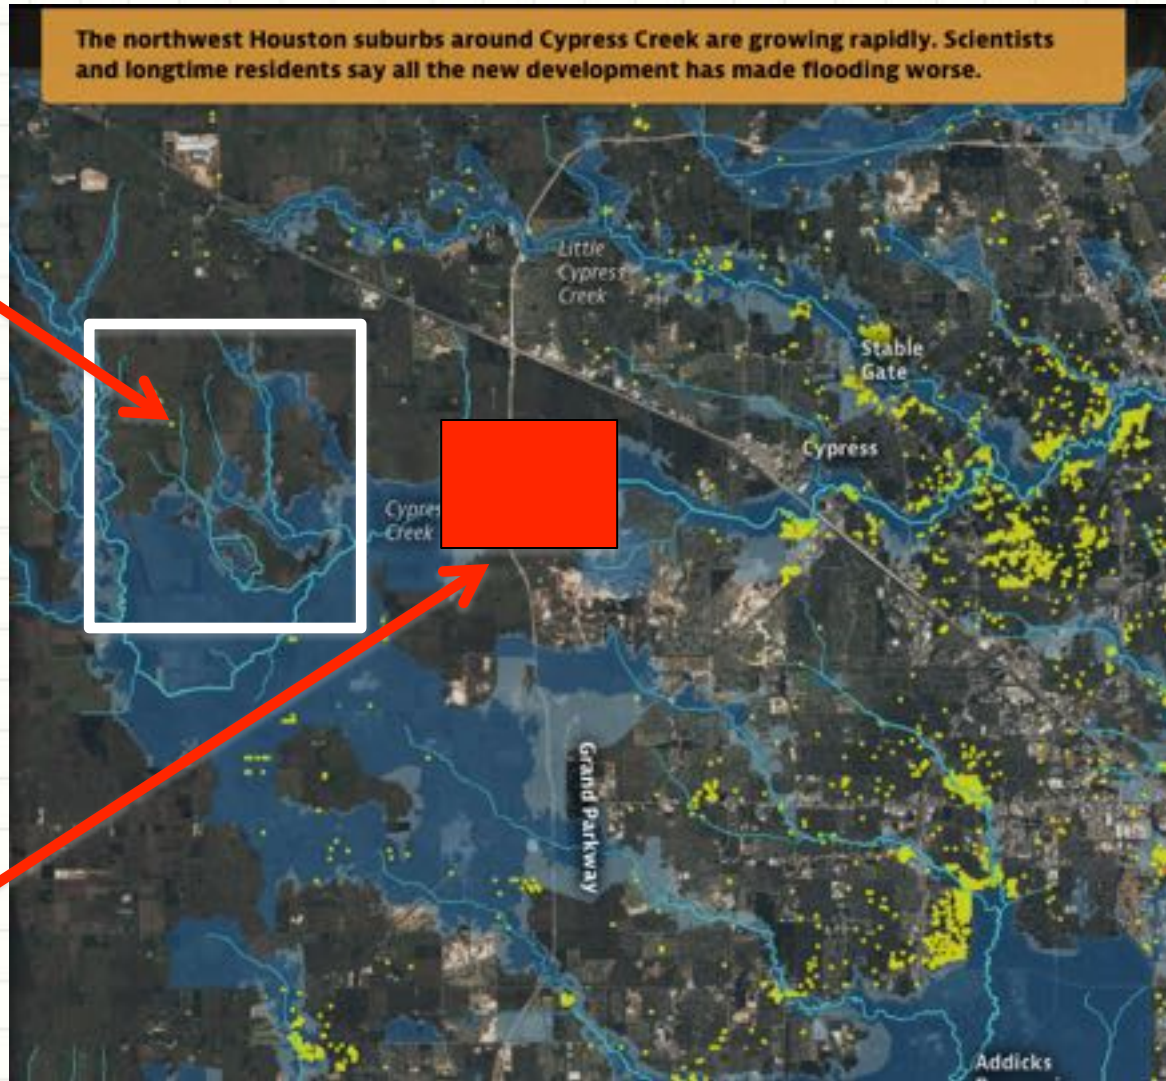 The northwest Houston suburbs around Cypress Creek are growing rapidly. Scientists
and longtime residents say all the new development has made flooding worse.
Little
Cypress
Creek
Stable
Gate
Cypress
Creek
Grand Parkway
Addicks